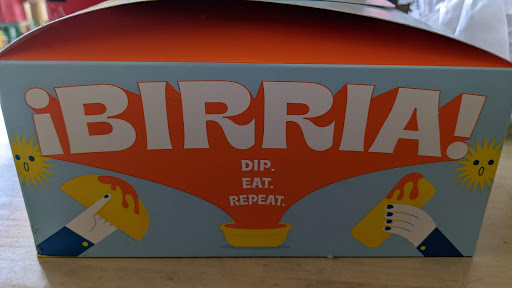 ¡BIRRIA!
DIP.
EAT.
REPEAT.